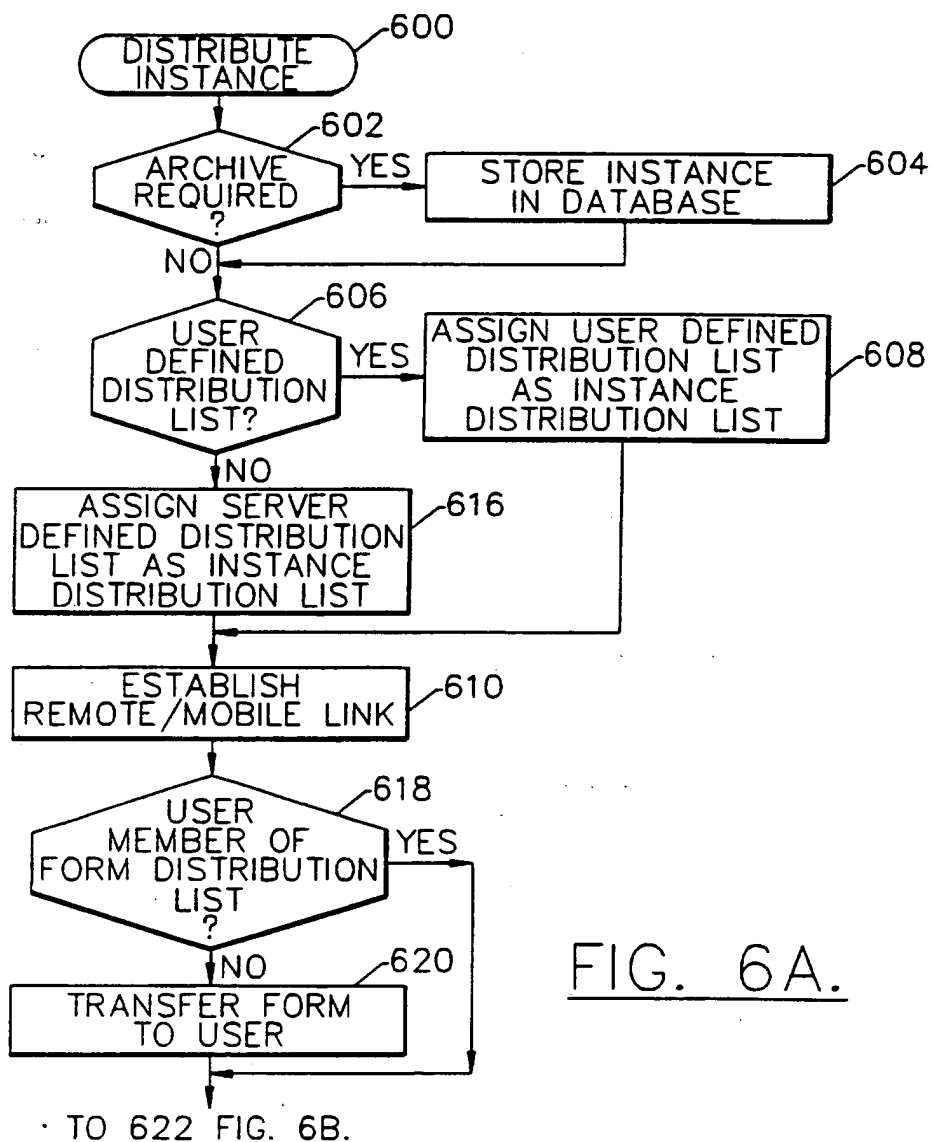 600
DISTRIBUTE
INSTANCE
602
ARCHIVE
REQUIRED
?
YES
STORE INSTANCE
IN DATABASE
604
NO
606
USER
DEFINED
DISTRIBUTION
LIST?
YES
ASSIGN USER DEFINED
DISTRIBUTION LIST
AS INSTANCE
DISTRIBUTION LIST
608
NO
ASSIGN SERVER
DEFINED DISTRIBUTION
LIST AS INSTANCE
DISTRIBUTION LIST
616
ESTABLISH
REMOTE/MOBILE LINK
610
618
USER
MEMBER OF
FORM DISTRIBUTION
LIST
?
YES
NO
620
TRANSFER FORM
TO USER
FIG. 6A.
TO 622 FIG. 6B.